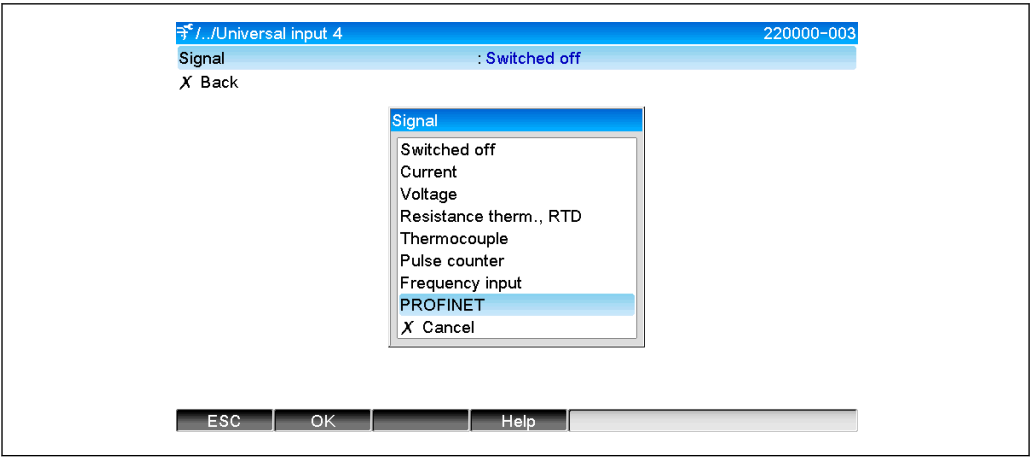 /../Universal input 4 220000-003
Signal : Switched off
X Back
Signal
Switched off
Current
Voltage
Resistance therm., RTD
Thermocouple
Pulse counter
Frequency input
PROFINET
X Cancel
ESC OK Help